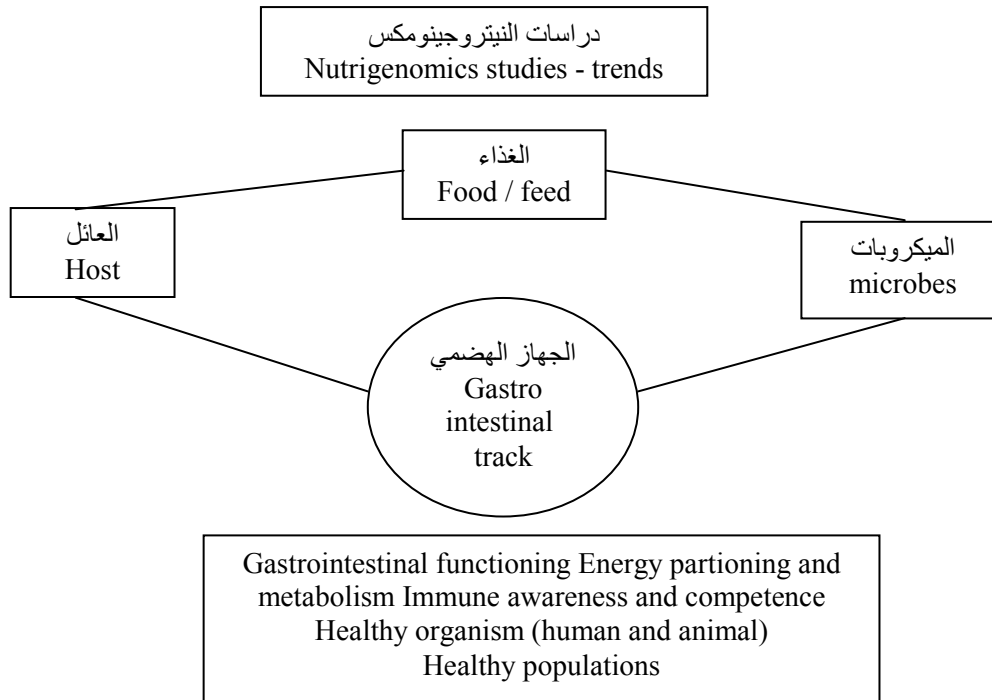 دراسات النيتروجينومكس
Nutrigenomics studies - trends
الغذاء
Food / feed
العائل
Host
الميكروبات
microbes
الجهاز الهضمي
Gastro
intestinal
track
Gastrointestinal functioning Energy partioning and
metabolism Immune awareness and competence
Healthy organism (human and animal)
Healthy populations